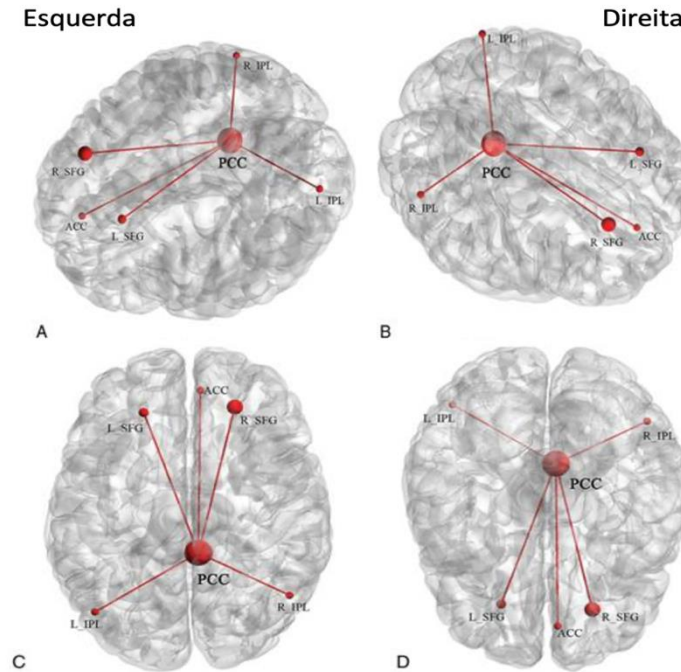 Esquerda
Direita
R_IPL
R_SFG
PCC
L_IPL
ACC
L_SFG
A
L_IPL
L_SFG
PCC
R_IPL
R_SFG
ACC
B
ACC
L_SFG
R_SFG
PCC
L_IPL
R_IPL
C
L_IPL
R_IPL
PCC
L_SFG
R_SFG
ACC
D